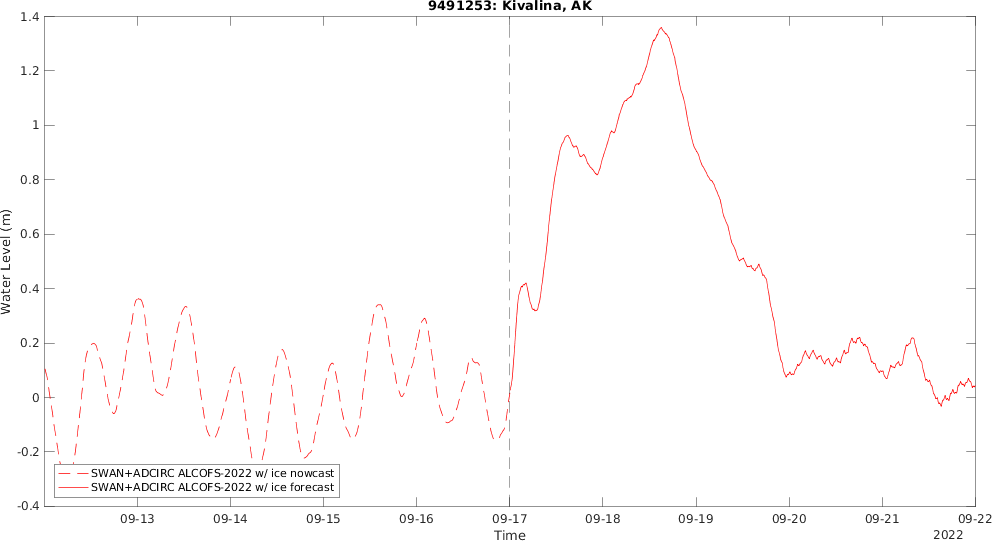 9491253: Kivalina, AK
1.4
1.2
1
0.8
0.6
0.4
0.2
0
-0.2
-0.4
Water Level (m)
SWAN+ADCIRC ALCOFS-2022 w/ ice nowcast
SWAN+ADCIRC ALCOFS-2022 w/ ice forecast
09-13 09-14 09-15 09-16 09-17 09-18 09-19 09-20 09-21 09-22
Time
2022